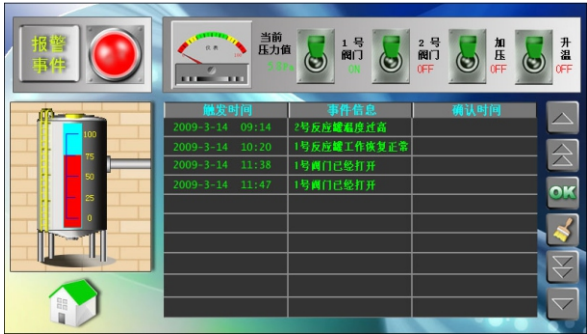 报警
事件
仪表
当前
压力值
1号
阀门
ON
2号
阀门
OFF
加
压
OFF
升
温
OFF
触发时间 事件信息 确认时间
2009-3-14 09:14 2号反应罐温度过高
2009-3-14 10:20 1号反应罐工作恢复正常
2009-3-14 11:38 1号阀门已经打开
2009-3-14 11:47 1号阀门已经打开
100
75
50
25
0
OK